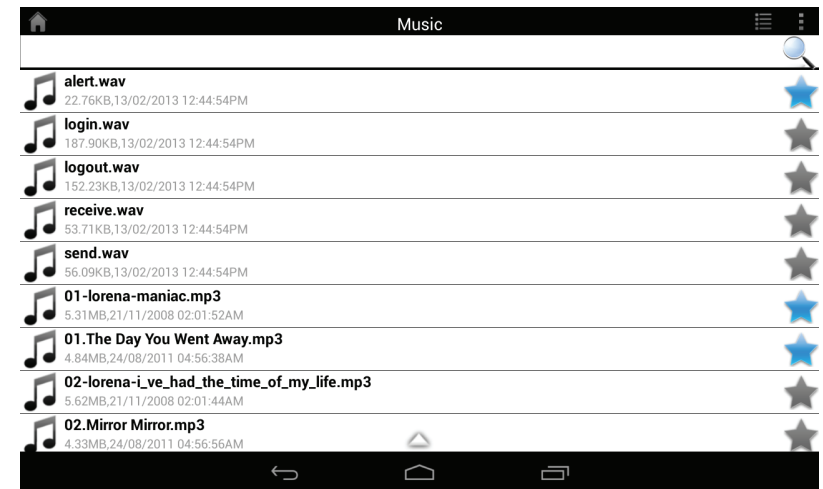 Music
alert.wav
22.76KB,13/02/2013 12:44:54PM
login.wav
187.90KB,13/02/2013 12:44:54PM
logout.wav
152.23KB,13/02/2013 12:44:54PM
receive.wav
53.71KB,13/02/2013 12:44:54PM
send.wav
56.09KB,13/02/2013 12:44:54PM
01-lorena-maniac.mp3
5.31MB,21/11/2008 02:01:52AM
01.The Day You Went Away.mp3
4.84MB,24/08/2011 04:56:38AM
02-lorena-i_ve_had_the_time_of_my_life.mp3
5.62MB,21/11/2008 02:01:44AM
02.Mirror Mirror.mp3
4.33MB,24/08/2011 04:56:56AM